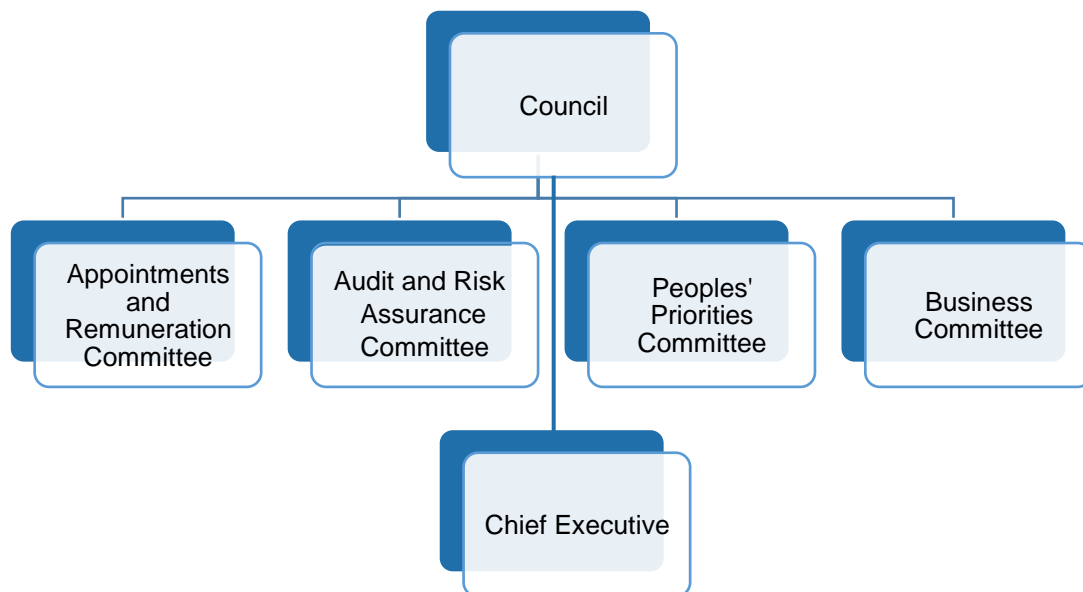 Council
Appointments
and
Remuneration
Committee
Audit and Risk
Assurance
Committee
Peoples'
Priorities
Committee
Business
Committee
Chief Executive